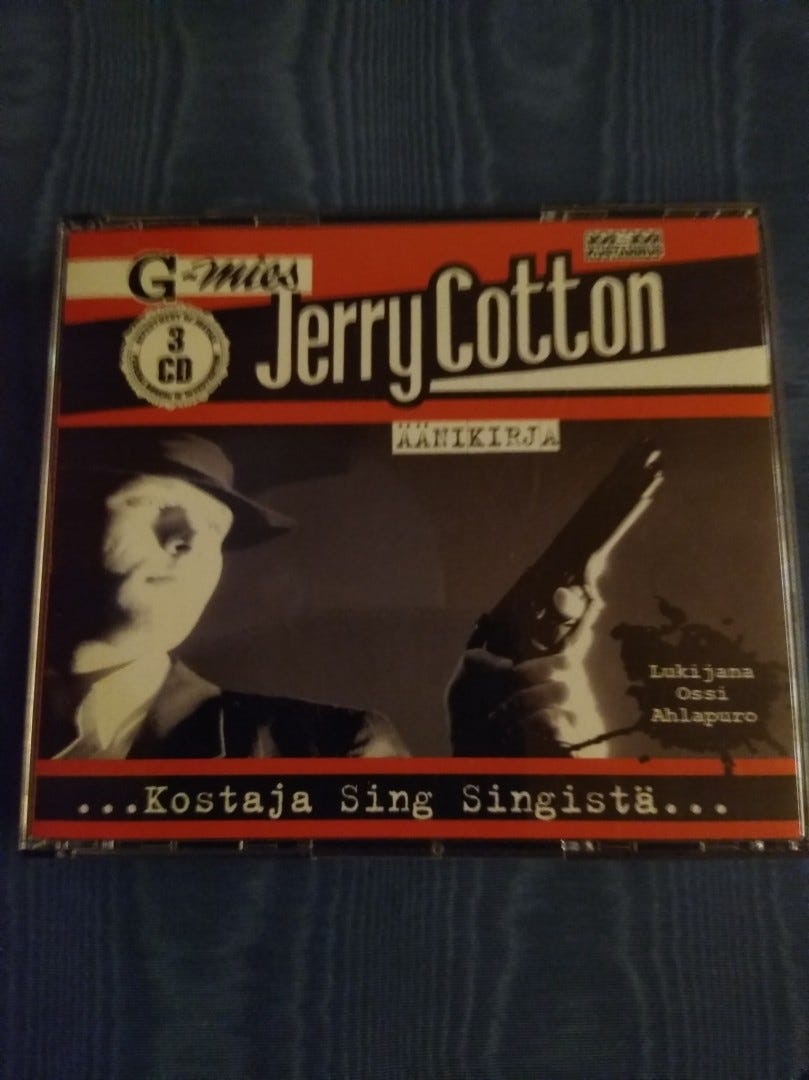 G-mies
Jerry Cotton
3
CD
ÄÄNIKIRJA
Lukijana
Ossi
Ahlapuro
...Kostaja Sing Singistä...